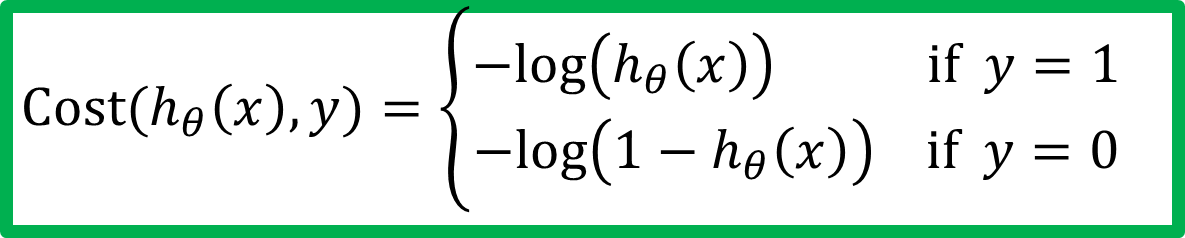 Cost(ℎ𝜃(𝑥), 𝑦) = { −log(ℎ𝜃(𝑥)) if 𝑦 = 1
−log(1 − ℎ𝜃(𝑥)) if 𝑦 = 0